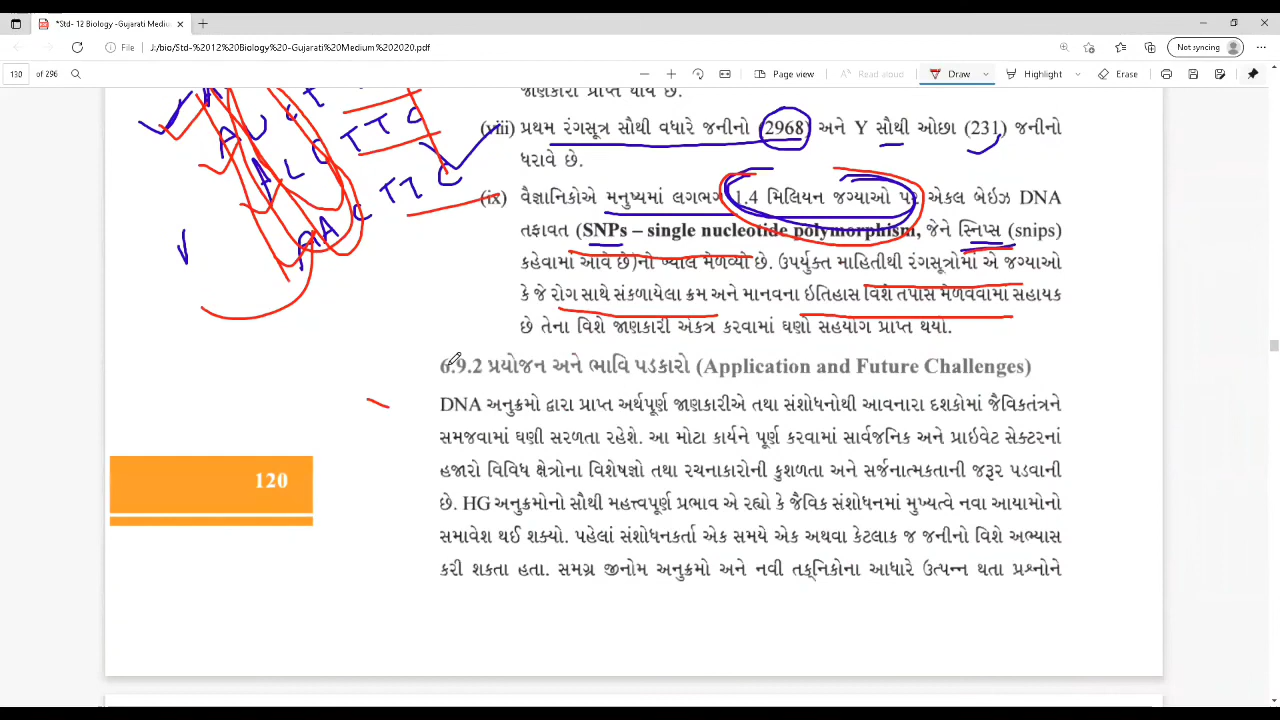 *Std- 12 Biology -Gujarati Medium
File J:/bio/Std-%2012%20Biology%20-Gujarati%20Medium%202020.pdf Not syncing
130 of 296 Page view Read aloud Draw Highlight Erase
જાણકારી પ્રાપ્ત થાય છે.
(viii) પ્રથમ રંગસૂત્ર સૌથી વધારે જનીનો (2968) અને Y સૌથી ઓછા (231) જનીનો
ધરાવે છે.
(ix) વૈજ્ઞાનિકોએ મનુષ્યમાં લગભગ 1.4 મિલિયન જગ્યાઓ પર એકલ બેઇઝ DNA
તફાવત (SNPs – single nucleotide polymorphism, જેને સ્નિપ્સ (snips)
કહેવામાં આવે છે)નો ખ્યાલ મેળવ્યો છે. ઉપર્યુક્ત માહિતીથી રંગસૂત્રોમાં એ જગ્યાઓ
કે જે રોગ સાથે સંકળાયેલા ક્રમ અને માનવના ઇતિહાસ વિશે તપાસ મેળવવામાં સહાયક
છે તેના વિશે જાણકારી એકત્ર કરવામાં ઘણો સહયોગ પ્રાપ્ત થયો.
6.9.2 પ્રયોજન અને ભાવિ પડકારો (Application and Future Challenges)
DNA અનુક્રમો દ્વારા પ્રાપ્ત અર્થપૂર્ણ જાણકારીએ તથા સંશોધનોથી આવનારા દશકોમાં જૈવિકતંત્રને
સમજવામાં ઘણી સરળતા રહેશે. આ મોટા કાર્યને પૂર્ણ કરવામાં સાર્વજનિક અને પ્રાઇવેટ સેક્ટરનાં
હજારો વિવિધ ક્ષેત્રોના વિશેષજ્ઞો તથા રચનાકારોની કુશળતા અને સર્જનાત્મકતાની જરૂર પડવાની
છે. HG અનુક્રમોનો સૌથી મહત્ત્વપૂર્ણ પ્રભાવ એ રહ્યો કે જૈવિક સંશોધનમાં મુખ્યત્વે નવા આયામોનો
સમાવેશ થઈ શક્યો. પહેલાં સંશોધનકર્તા એક સમયે એક અથવા કેટલાક જ જનીનો વિશે અભ્યાસ
કરી શકતા હતા. સમગ્ર જીનોમ અનુક્રમો અને નવી તક્નિકોના આધારે ઉત્પન્ન થતા પ્રશ્નોને
120
T T C
A A C T T C